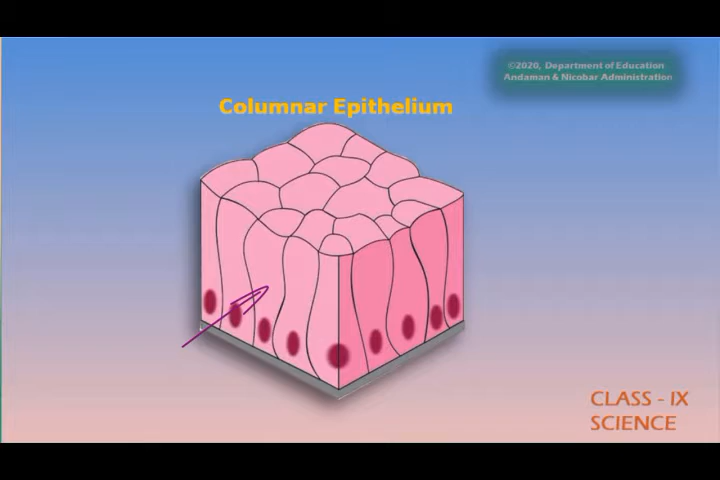 ©2020, Department of Education
Andaman & Nicobar Administration
Columnar Epithelium
CLASS - IX
SCIENCE